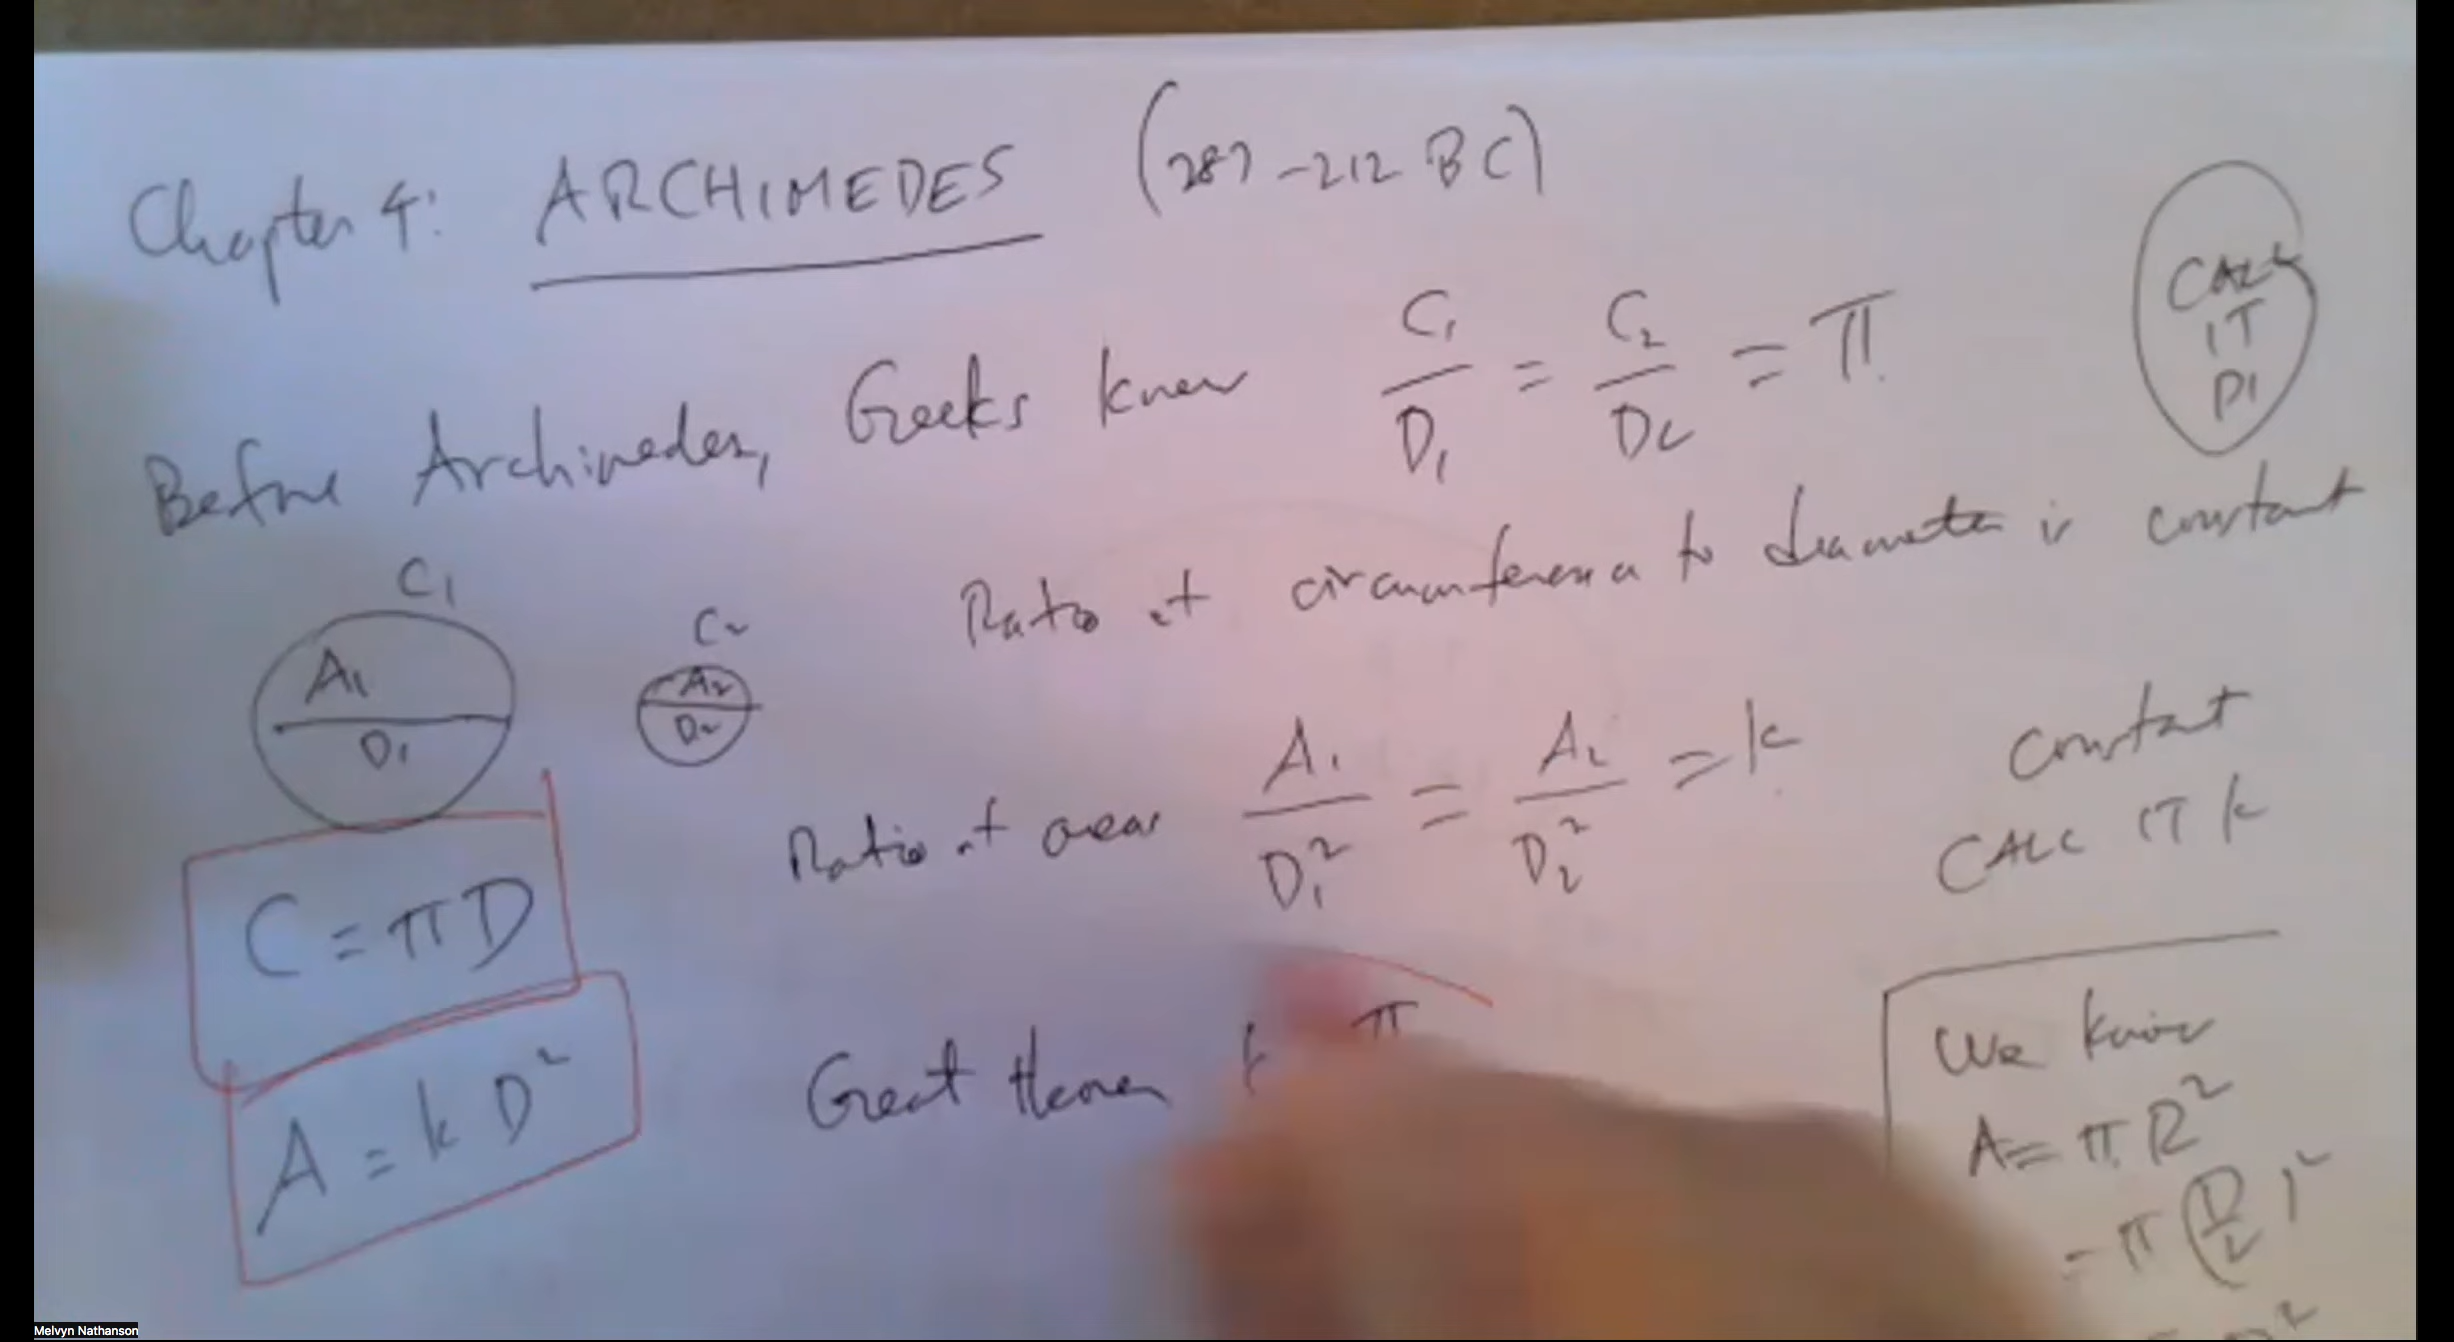 Chapter 4: ARCHIMEDES (287-212 BC)
CALL
IT
PI
Before Archimedes, Greeks knew C1/D1 = C2/D2 = π
Ratio of circumference to diameter is constant
C1
A1
D1
C2
A2
D2
Ratio of areas A1/D1² = A2/D2² = k
Constant
CALL IT k
C = πD
A = kD²
Great theorem π
We know
A = πR²
= π(D/2)²
Melvyn Nathanson